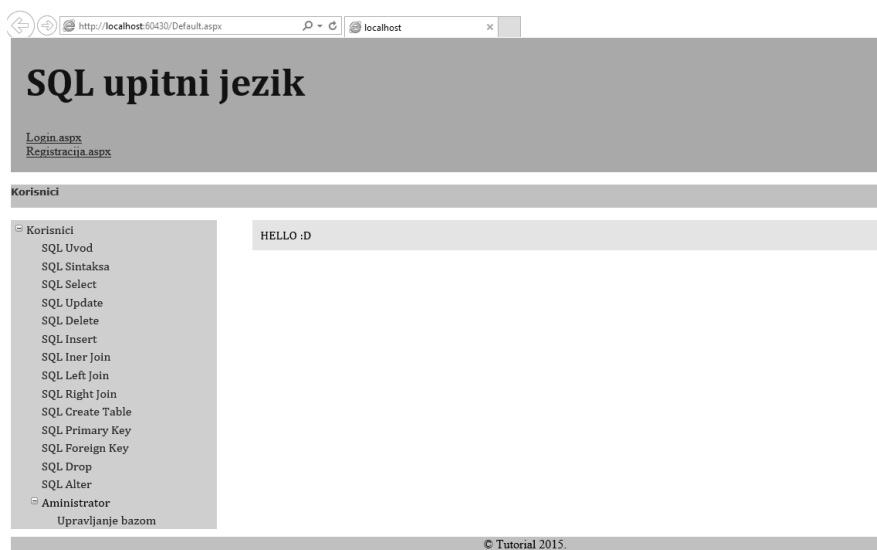 http://localhost:60430/Default.aspx
localhost
SQL upitni jezik
Login.aspx
Registracija.aspx
Korisnici
Korisnici
SQL Uvod
SQL Sintaksa
SQL Select
SQL Update
SQL Delete
SQL Insert
SQL Iner Join
SQL Left Join
SQL Right Join
SQL Create Table
SQL Primary Key
SQL Foreign Key
SQL Drop
SQL Alter
Aministrator
Upravljanje bazom
HELLO :D
© Tutorial 2015.